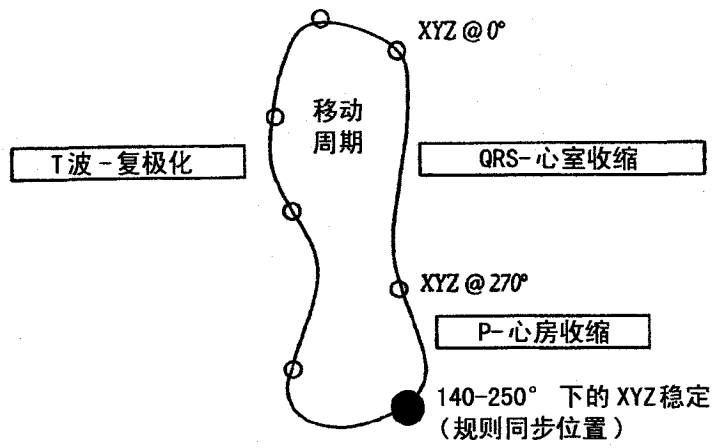 XYZ @ 0°
移动
周期
T波-复极化
QRS-心室收缩
XYZ @ 270°
P-心房收缩
140-250° 下的 XYZ稳定
（规则同步位置）